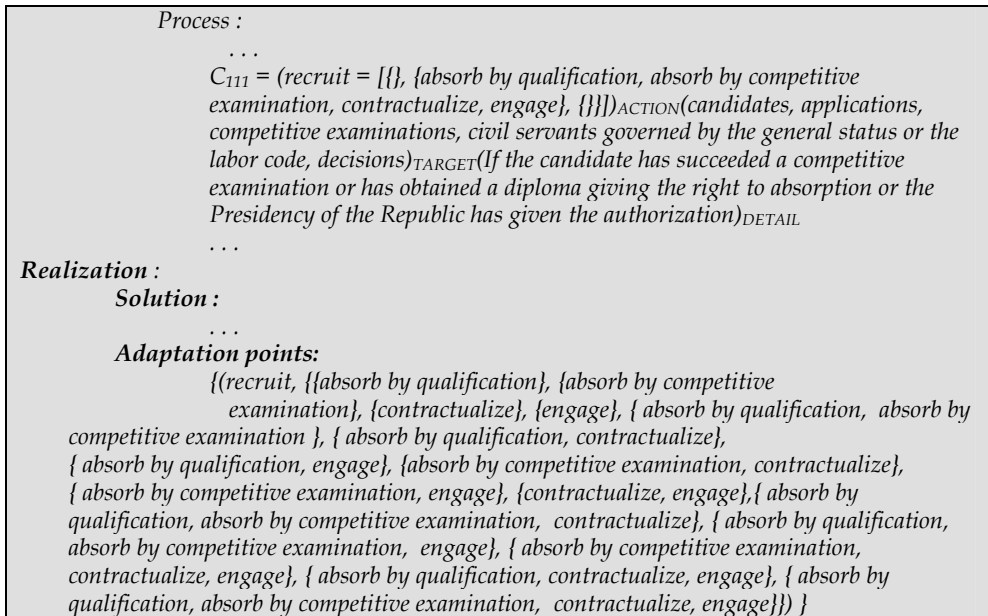 Process :
. . .
C111 = (recruit = [{}, {absorb by qualification, absorb by competitive
examination, contractualize, engage}, {}}])ACTION(candidates, applications,
competitive examinations, civil servants governed by the general status or the
labor code, decisions)TARGET(If the candidate has succeeded a competitive
examination or has obtained a diploma giving the right to absorption or the
Presidency of the Republic has given the authorization)DETAIL
. . .
Realization :
Solution :
. . .
Adaptation points:
{(recruit, {{absorb by qualification}, {absorb by competitive
examination}, {contractualize}, {engage}, { absorb by qualification, absorb by
competitive examination }, { absorb by qualification, contractualize},
{ absorb by qualification, engage}, {absorb by competitive examination, contractualize},
{ absorb by competitive examination, engage}, {contractualize, engage},{ absorb by
qualification, absorb by competitive examination, contractualize}, { absorb by qualification,
absorb by competitive examination, engage}, { absorb by competitive examination,
contractualize, engage}, { absorb by qualification, contractualize, engage}, { absorb by
qualification, absorb by competitive examination, contractualize, engage}}) }